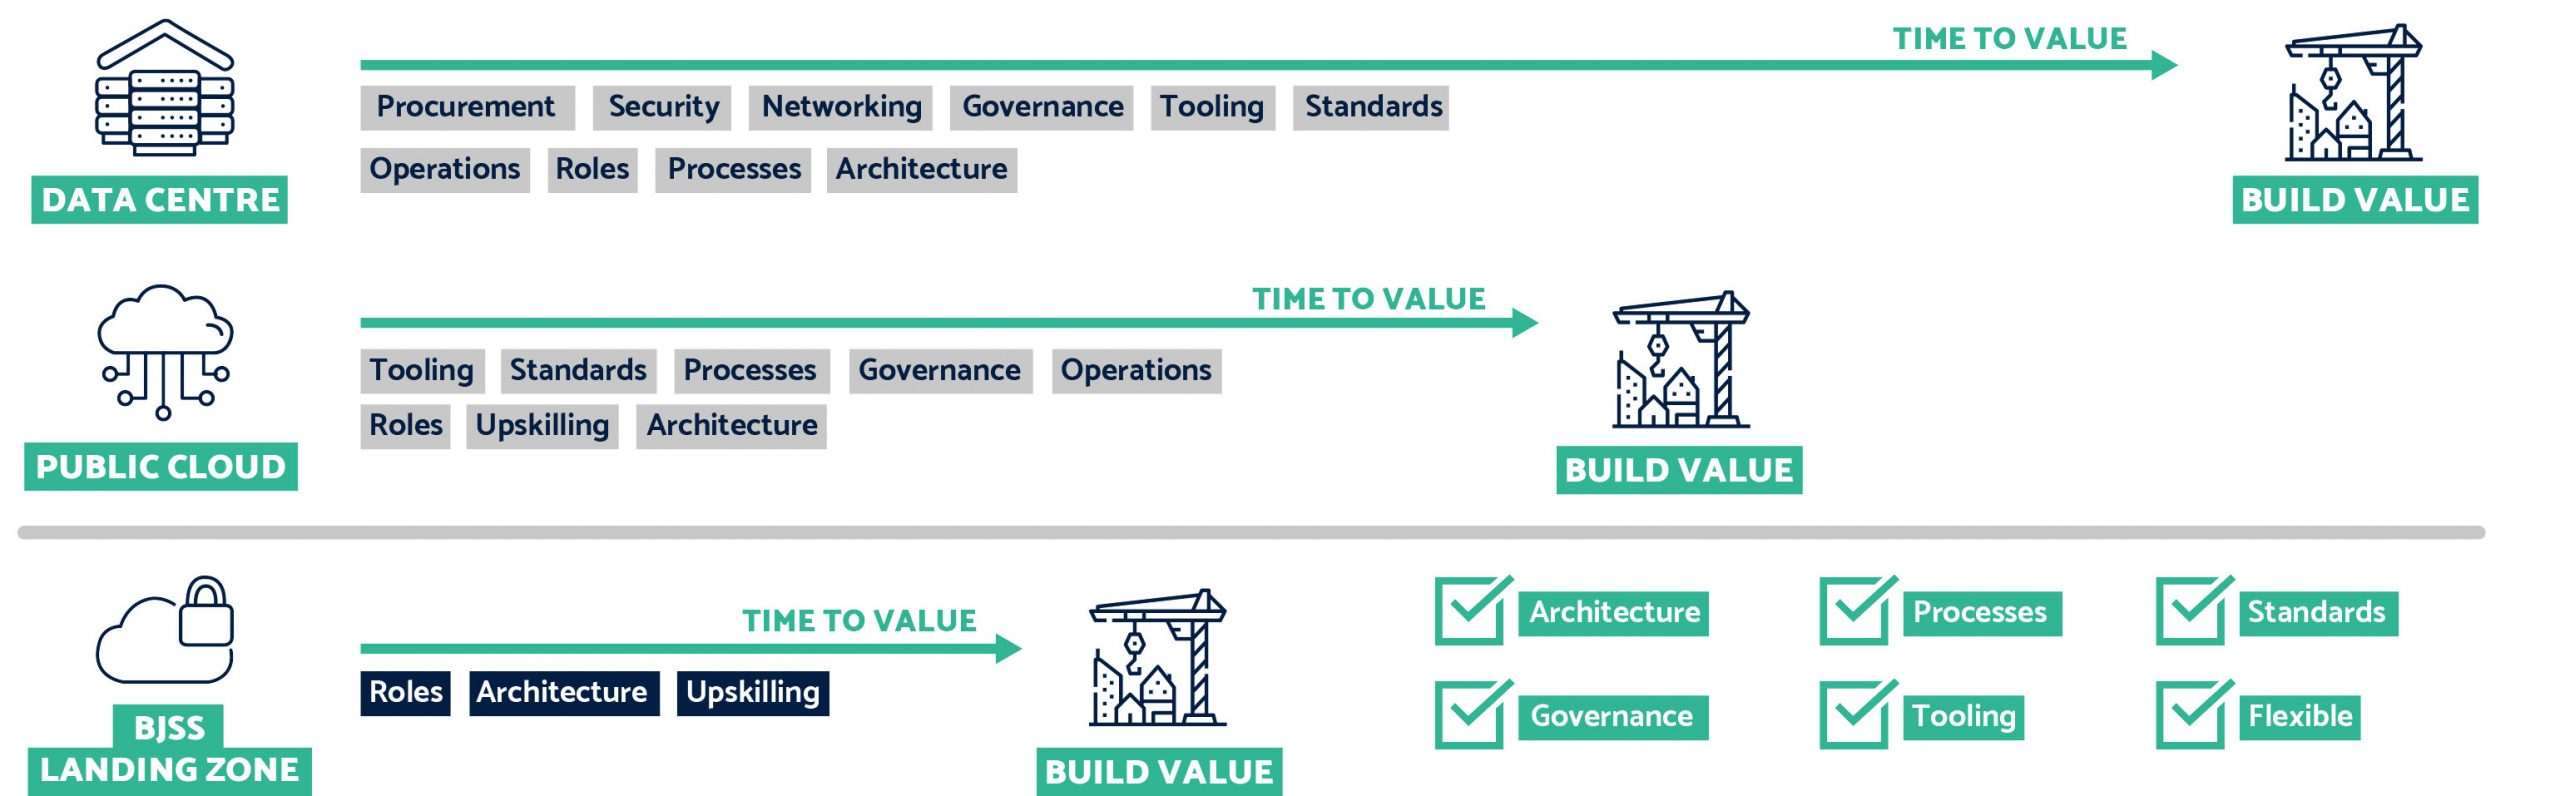 TIME TO VALUE
Procurement Security Networking Governance Tooling Standards
Operations Roles Processes Architecture
DATA CENTRE
BUILD VALUE
TIME TO VALUE
Tooling Standards Processes Governance Operations
Roles Upskilling Architecture
PUBLIC CLOUD
BUILD VALUE
TIME TO VALUE
Roles Architecture Upskilling
BJSS
LANDING ZONE
BUILD VALUE
Architecture Processes Standards
Governance Tooling Flexible